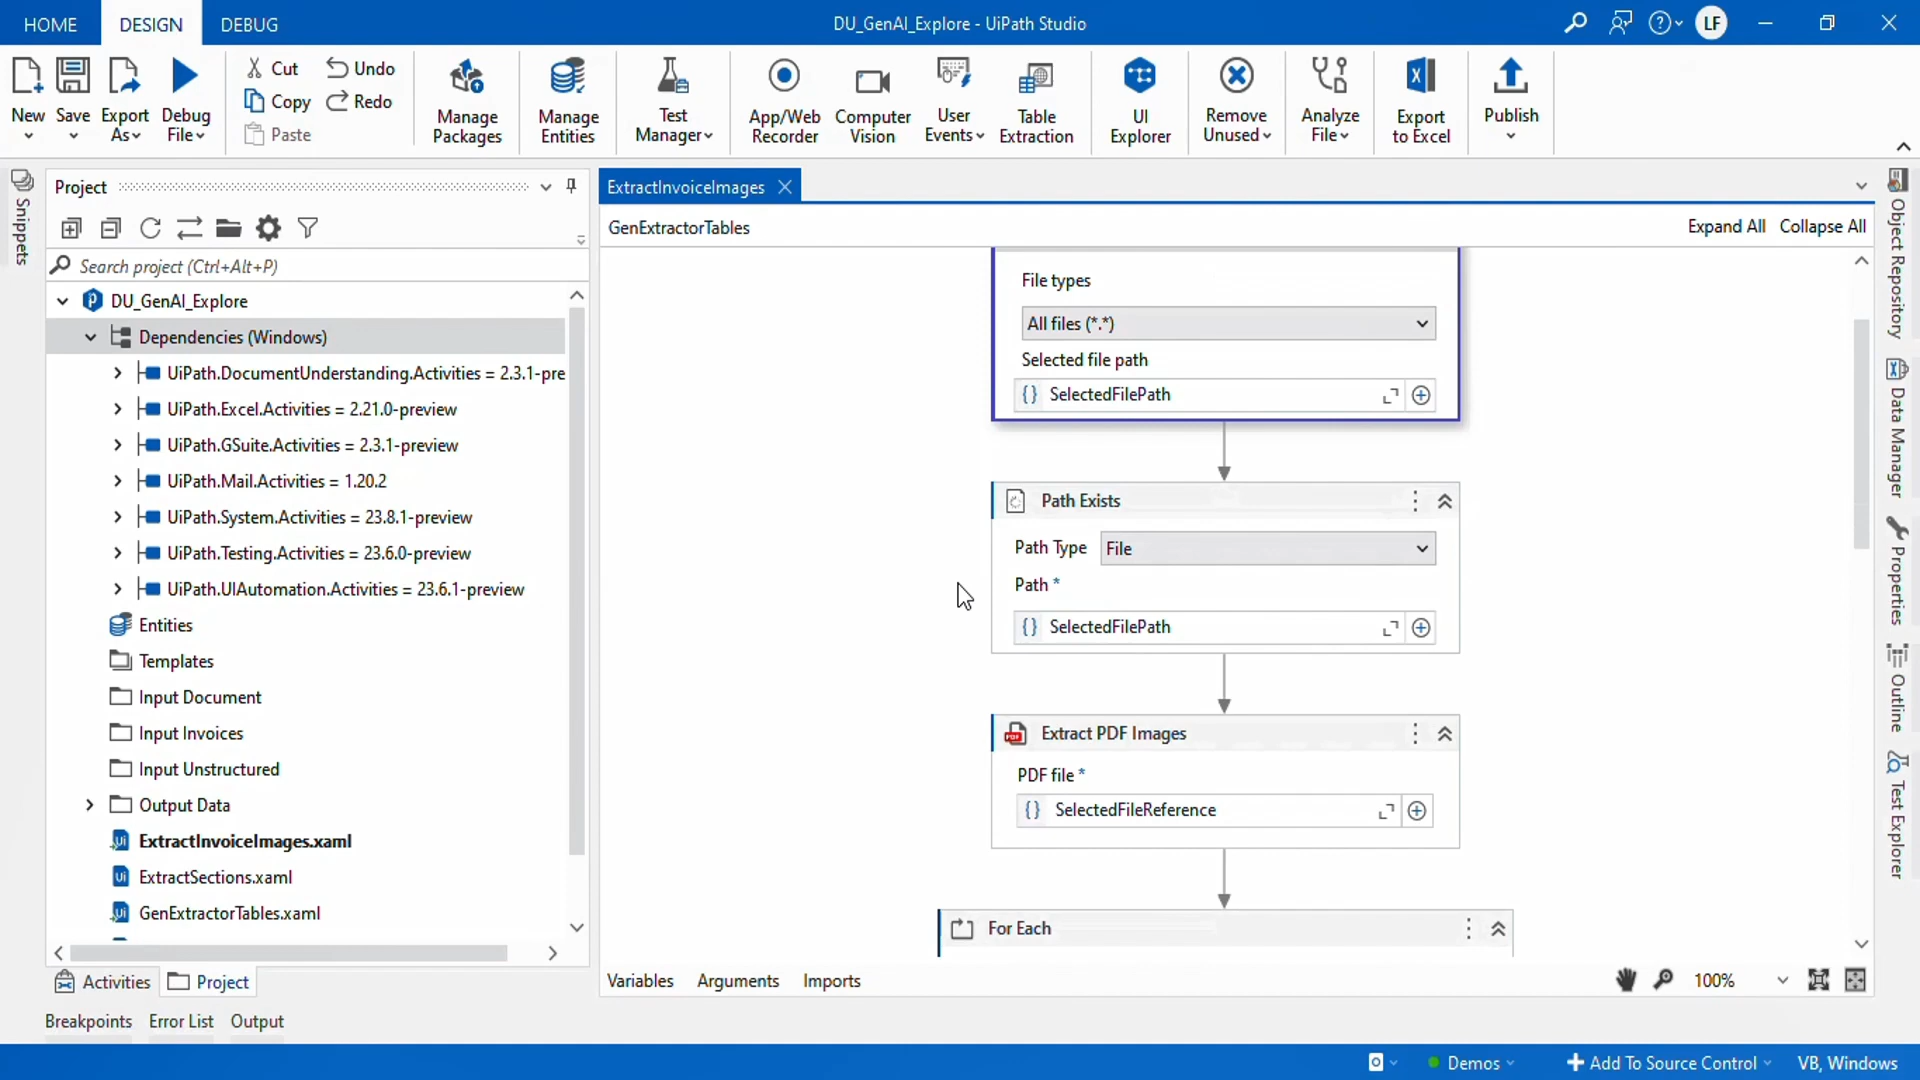 HOME
DESIGN
DEBUG
DU_GenAI_Explore - UiPath Studio
LF
New
Save
Export As
Debug File
Cut
Copy
Paste
Undo
Redo
Manage Packages
Manage Entities
Test Manager
App/Web Recorder
Computer Vision
User Events
Table Extraction
UI Explorer
Remove Unused
Analyze File
Export to Excel
Publish
Snippets
Project
Search project (Ctrl+Alt+P)
DU_GenAI_Explore
Dependencies (Windows)
UiPath.DocumentUnderstanding.Activities = 2.3.1-pre
UiPath.Excel.Activities = 2.21.0-preview
UiPath.GSuite.Activities = 2.3.1-preview
UiPath.Mail.Activities = 1.20.2
UiPath.System.Activities = 23.8.1-preview
UiPath.Testing.Activities = 23.6.0-preview
UiPath.UIAutomation.Activities = 23.6.1-preview
Entities
Templates
Input Document
Input Invoices
Input Unstructured
Output Data
ExtractInvoiceImages.xaml
ExtractSections.xaml
GenExtractorTables.xaml
Activities
Project
ExtractInvoiceImages
GenExtractorTables
Expand All
Collapse All
File types
All files (*.*)
Selected file path
{} SelectedFilePath
Path Exists
Path Type
File
Path *
{} SelectedFilePath
Extract PDF Images
PDF file *
{} SelectedFileReference
For Each
Variables
Arguments
Imports
100%
Object Repository
Data Manager
Properties
Outline
Test Explorer
Breakpoints
Error List
Output
Demos
Add To Source Control
VB, Windows